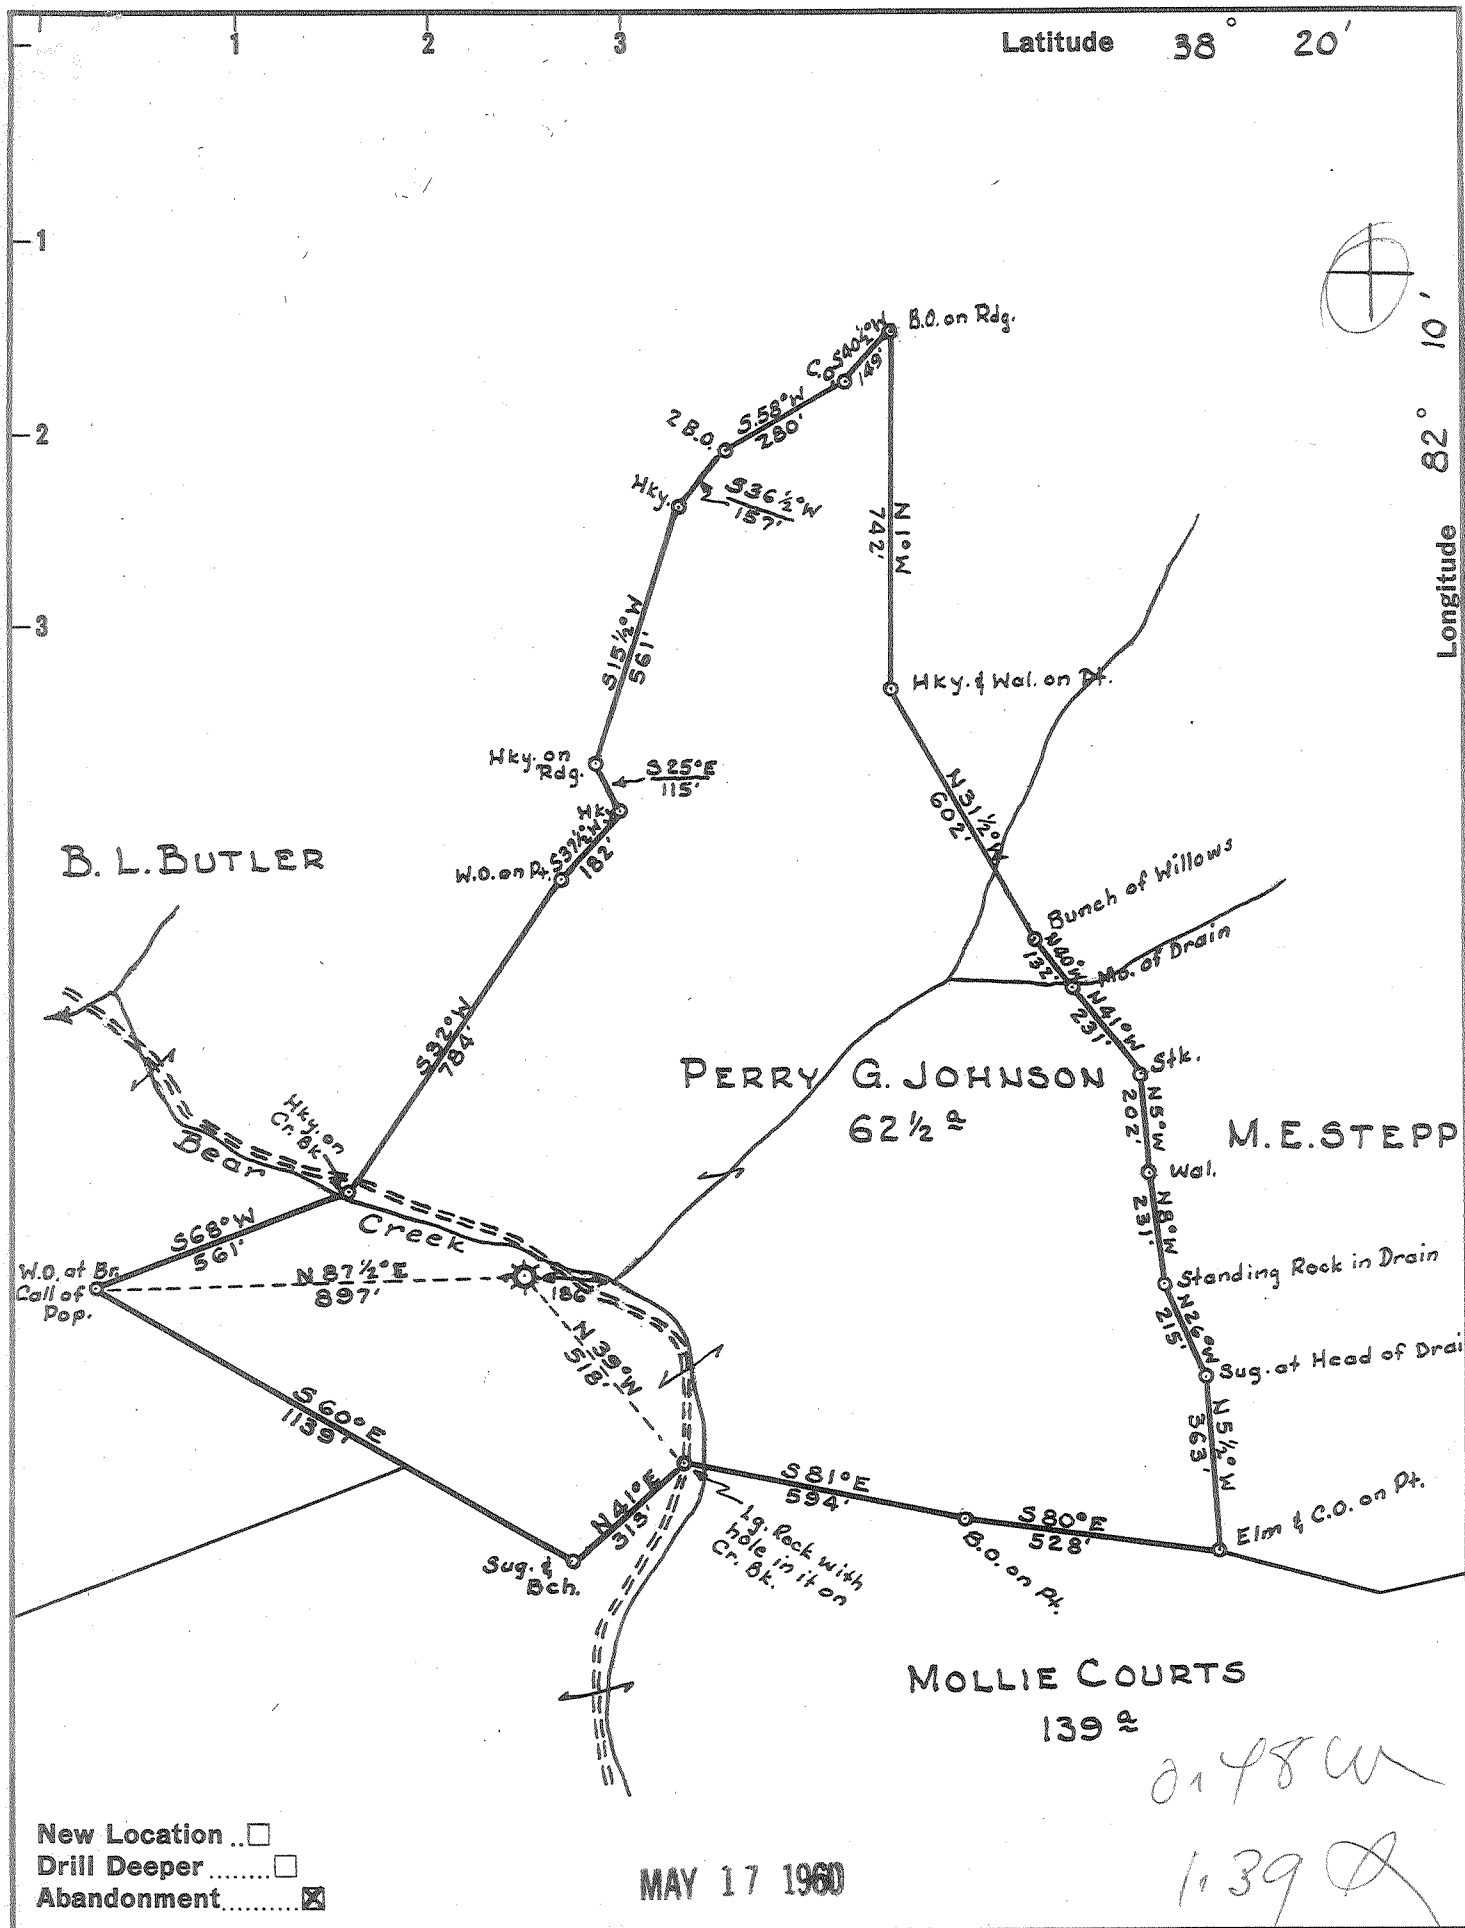 1 2 3
Latitude 38° 20'
1
2
3
Longitude 82° 10'
B.O. on Rdg.
S40½°W
149'
C.O.
S.58°W
280'
2 B.O.
S36½°W
157'
Hky.
N1°W
742'
S15½°W
561'
Hky. & Wal. on Pt.
Hky. on
Rdg.
S25°E
115'
Hky.
S37½°W
182'
W.O. on Pt.
N31½°W
602'
B. L. BUTLER
Bunch of Willows
N40°W
132'
Mo. of Drain
N41°W
231'
S32°W
784'
PERRY G. JOHNSON
62½ a
Stk.
N5°W
202'
M.E. STEPP
Hky. on
Cr. Bk.
Bear
Creek
Wal.
N8°W
231'
S68°W
561'
W.O. at Br.
Call of
Pop.
N87½°E
897'
186'
Standing Rock in Drain
N26°W
215'
N39°W
518'
Sug. at Head of Drai
S60°E
1139'
N5½°W
363'
N41°E
313'
S81°E
594'
S80°E
528'
Elm & C.O. on Pt.
Lg. Rock with
hole in it on
Cr. Bk.
B.O. on Pt.
Sug. &
Bch.
MOLLIE COURTS
139 a
0.48 W
1.39
New Location .. ☐
Drill Deeper ........ ☐
Abandonment .......... ☒
MAY 17 1960